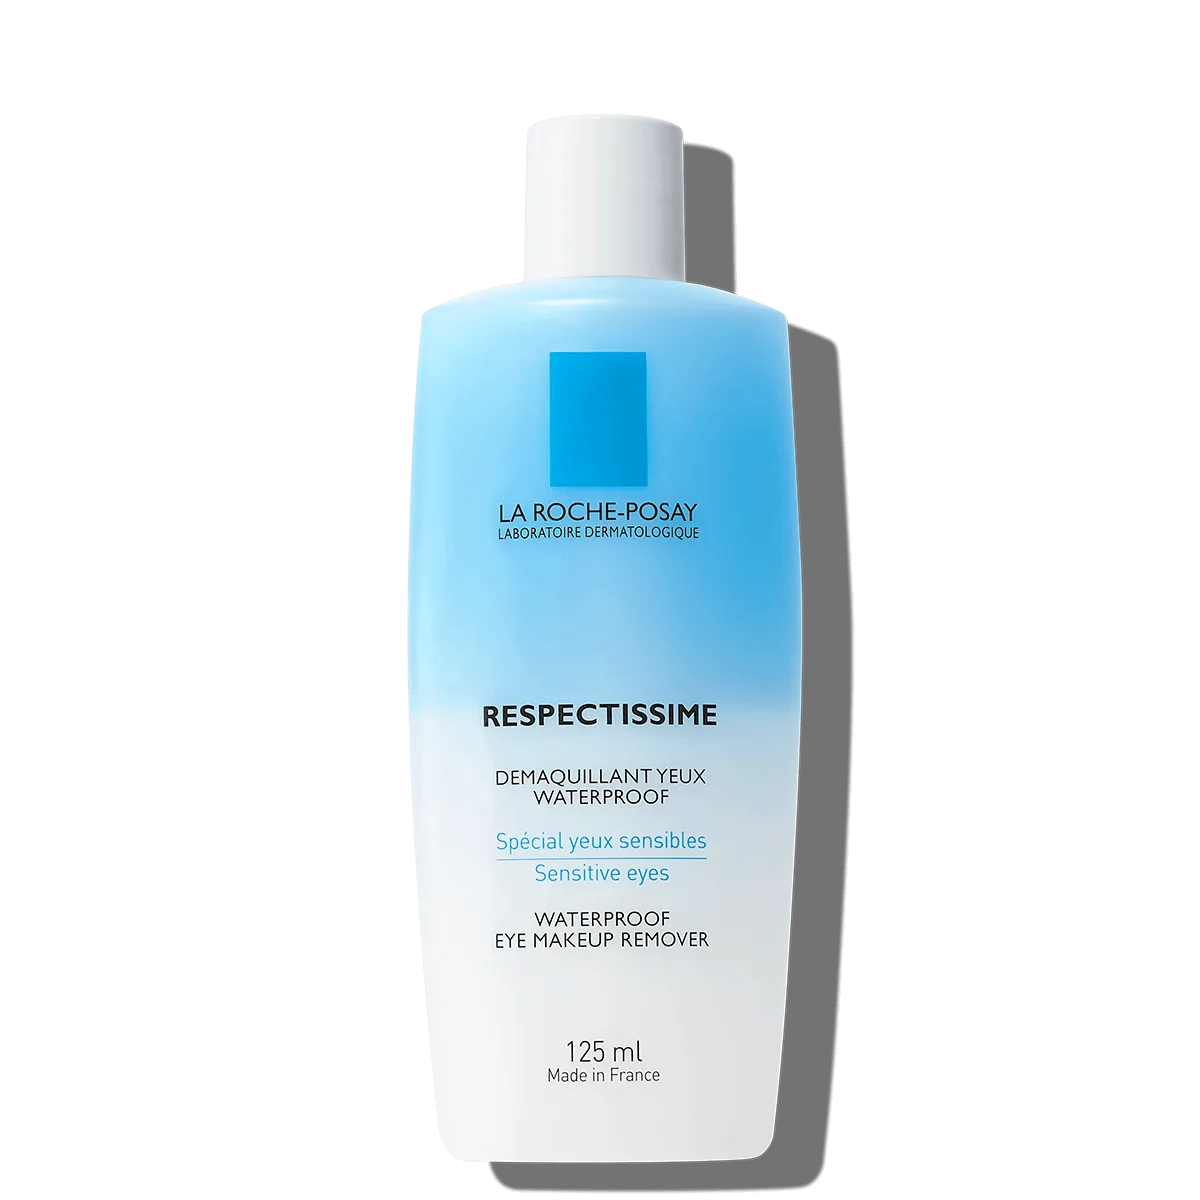 LA ROCHE-POSAY
LABORATOIRE DERMATOLOGIQUE
RESPECTISSIME
DEMAQUILLANT YEUX
WATERPROOF
Spécial yeux sensibles
Sensitive eyes
WATERPROOF
EYE MAKEUP REMOVER
125 ml
Made in France